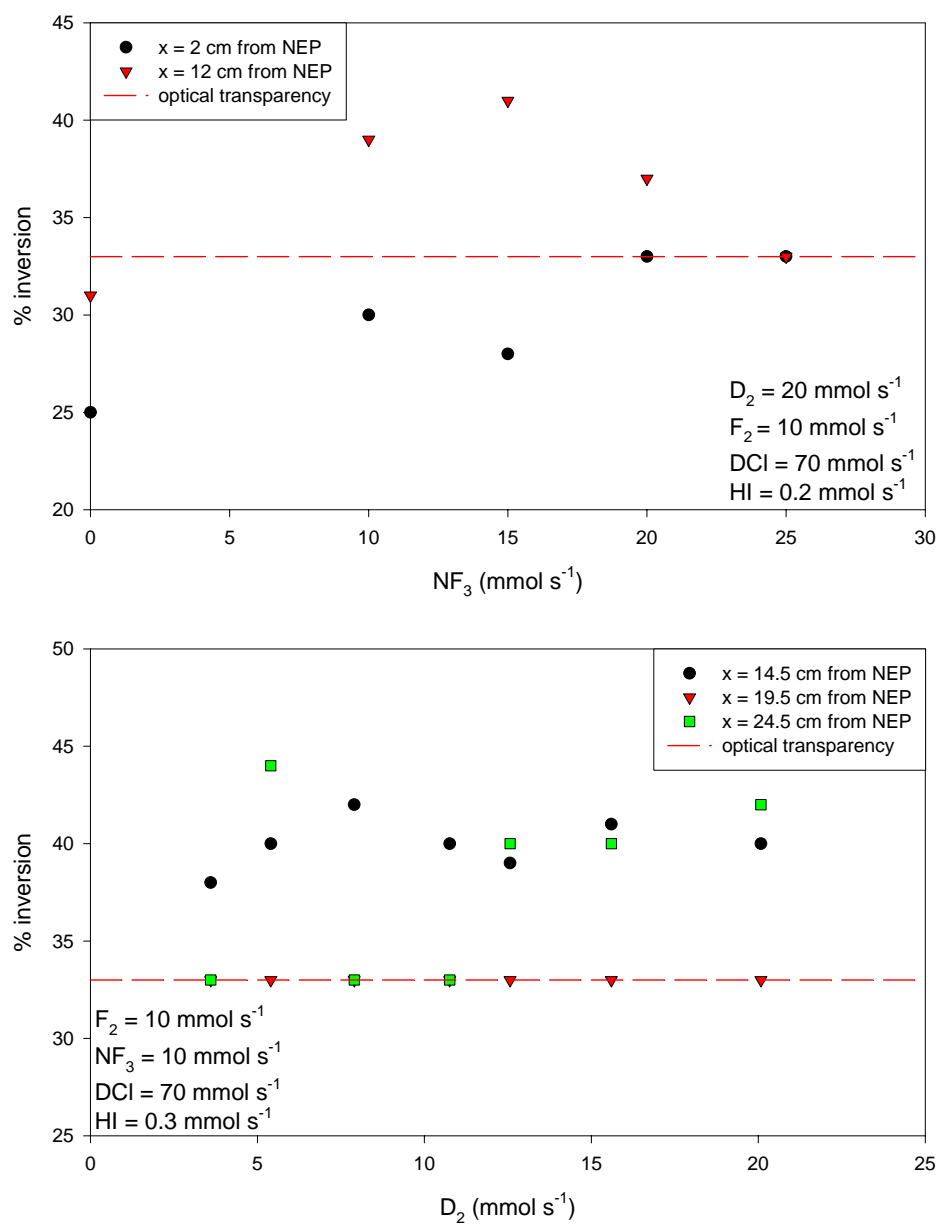 45
40
35
30
25
20
% inversion
x = 2 cm from NEP
x = 12 cm from NEP
optical transparency
D2 = 20 mmol s-1
F2 = 10 mmol s-1
DCl = 70 mmol s-1
HI = 0.2 mmol s-1
0 5 10 15 20 25 30
NF3 (mmol s-1)
50
45
40
35
30
25
% inversion
x = 14.5 cm from NEP
x = 19.5 cm from NEP
x = 24.5 cm from NEP
optical transparency
F2 = 10 mmol s-1
NF3 = 10 mmol s-1
DCl = 70 mmol s-1
HI = 0.3 mmol s-1
0 5 10 15 20 25
D2 (mmol s-1)